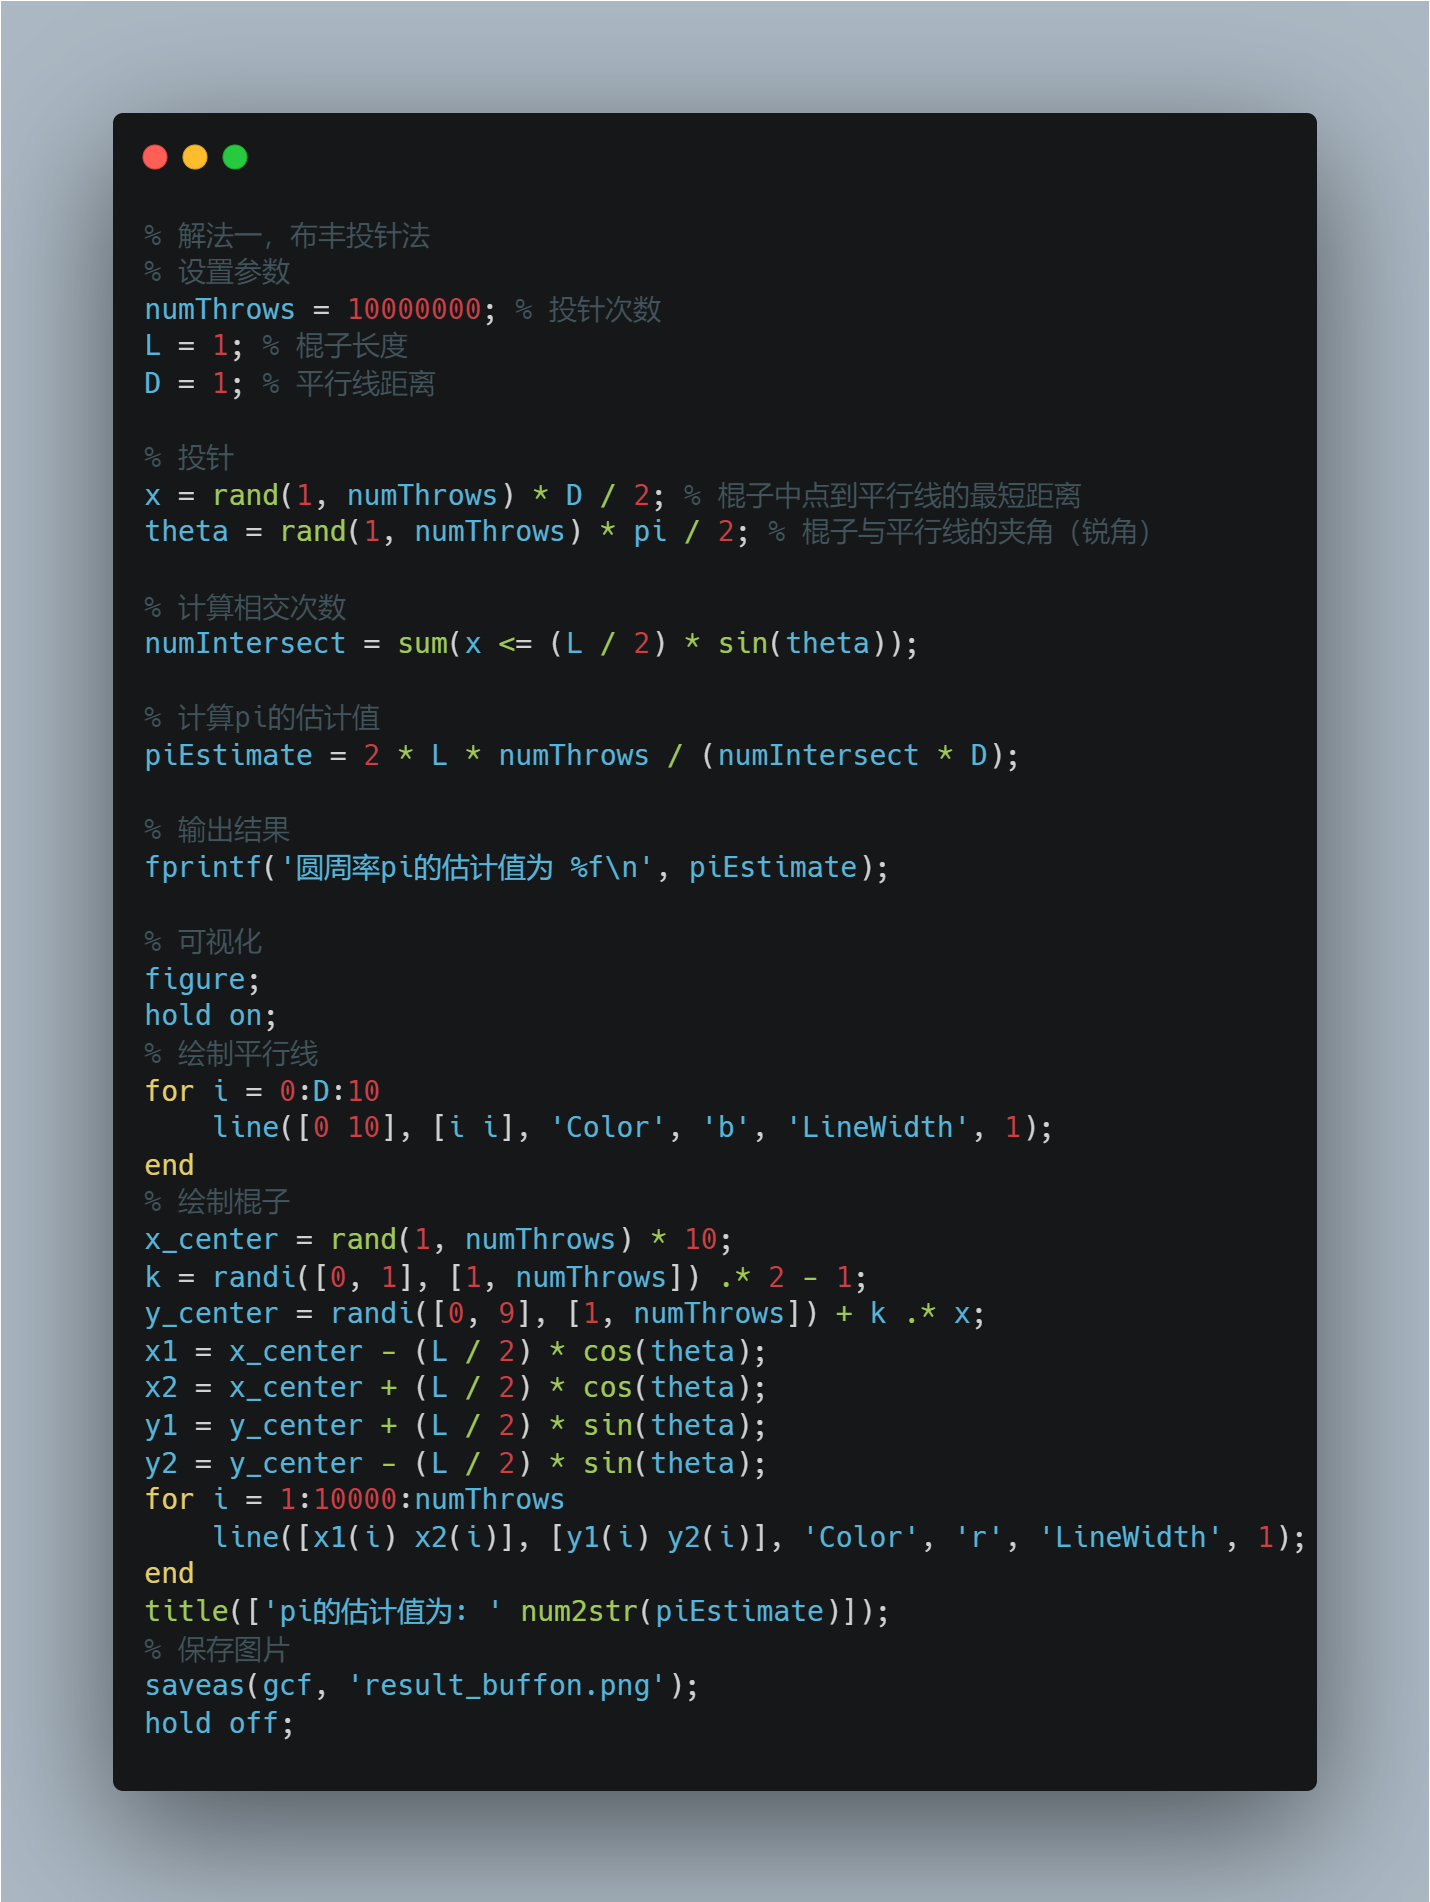 % 解法一，布丰投针法
% 设置参数
numThrows = 10000000; % 投针次数
L = 1; % 棍子长度
D = 1; % 平行线距离
% 投针
x = rand(1, numThrows) * D / 2; % 棍子中点到平行线的最短距离
theta = rand(1, numThrows) * pi / 2; % 棍子与平行线的夹角（锐角）
% 计算相交次数
numIntersect = sum(x <= (L / 2) * sin(theta));
% 计算pi的估计值
piEstimate = 2 * L * numThrows / (numIntersect * D);
% 输出结果
fprintf('圆周率pi的估计值为 %f\n', piEstimate);
% 可视化
figure;
hold on;
% 绘制平行线
for i = 0:D:10
    line([0 10], [i i], 'Color', 'b', 'LineWidth', 1);
end
% 绘制棍子
x_center = rand(1, numThrows) * 10;
k = randi([0, 1], [1, numThrows]) .* 2 - 1;
y_center = randi([0, 9], [1, numThrows]) + k .* x;
x1 = x_center - (L / 2) * cos(theta);
x2 = x_center + (L / 2) * cos(theta);
y1 = y_center + (L / 2) * sin(theta);
y2 = y_center - (L / 2) * sin(theta);
for i = 1:10000:numThrows
    line([x1(i) x2(i)], [y1(i) y2(i)], 'Color', 'r', 'LineWidth', 1);
end
title(['pi的估计值为: ' num2str(piEstimate)]);
% 保存图片
saveas(gcf, 'result_buffon.png');
hold off;